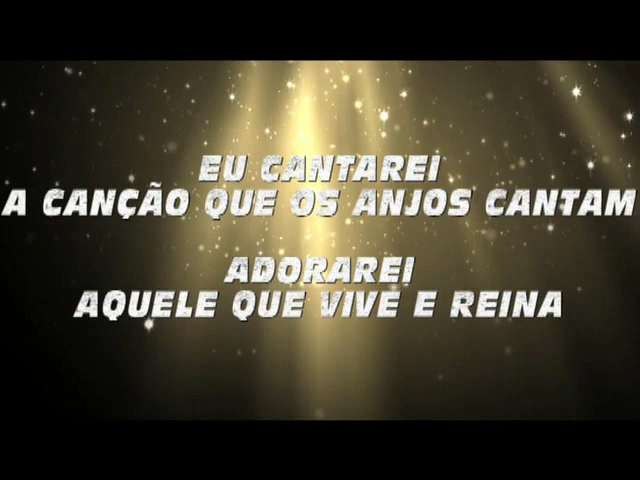 EU CANTAREI
A CANÇÃO QUE OS ANJOS CANTAM
ADORAREI
AQUELE QUE VIVE E REINA